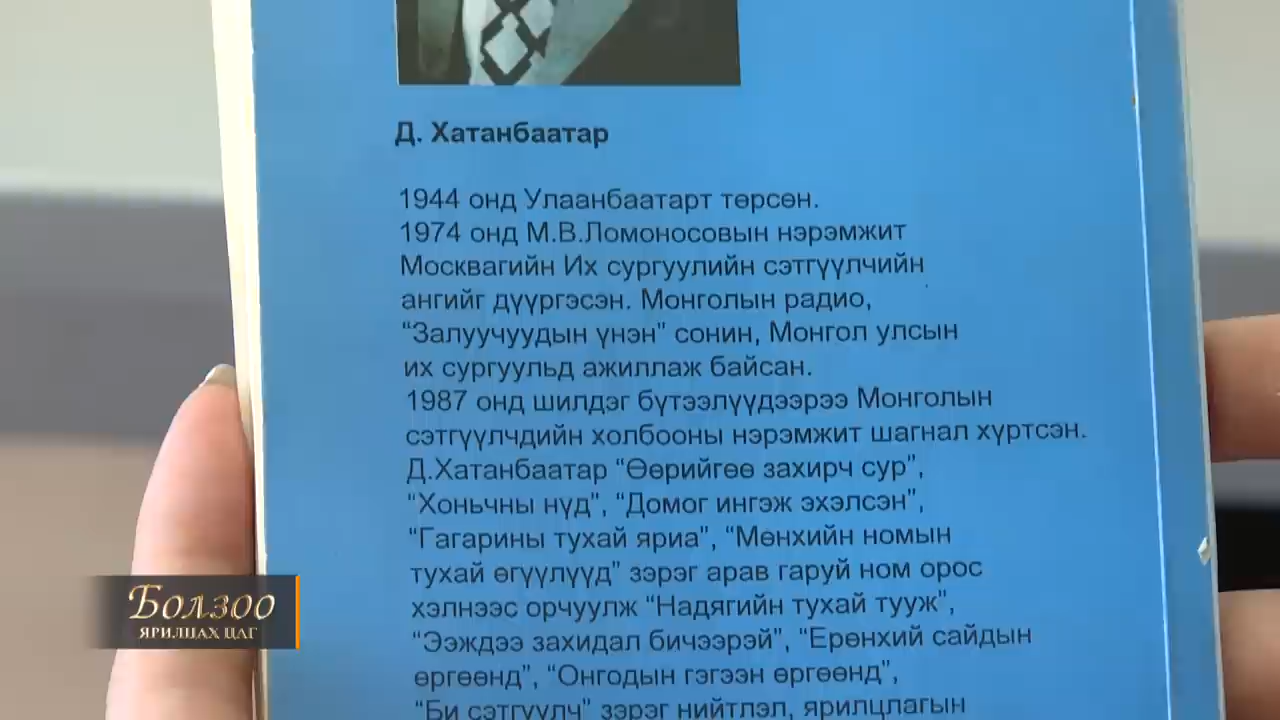 Д. Хатанбаатар
1944 онд Улаанбаатарт төрсөн.
1974 онд М.В.Ломоносовын нэрэмжит
Москвагийн Их сургуулийн сэтгүүлчийн
ангийг дүүргэсэн. Монголын радио,
“Залуучуудын үнэн” сонин, Монгол улсын
их сургуульд ажиллаж байсан.
1987 онд шилдэг бүтээлүүдээрээ Монголын
сэтгүүлчдийн холбооны нэрэмжит шагнал хүртсэн.
Д.Хатанбаатар “Өөрийгөө захирч сур”,
“Хоньчны нүд”, “Домог ингэж эхэлсэн”,
“Гагарины тухай яриа”, “Мөнхийн номын
тухай өгүүлүүд” зэрэг арав гаруй ном орос
хэлнээс орчуулж “Надягийн тухай тууж”,
“Ээждээ захидал бичээрэй”, “Ерөнхий сайдын
өргөөнд”, “Онгодын гэгээн өргөөнд”,
“Би сэтгүүлч” зэрэг нийтлэл, ярилцлагын
Болзоо
ЯРИЛЦАХ ЦАГ